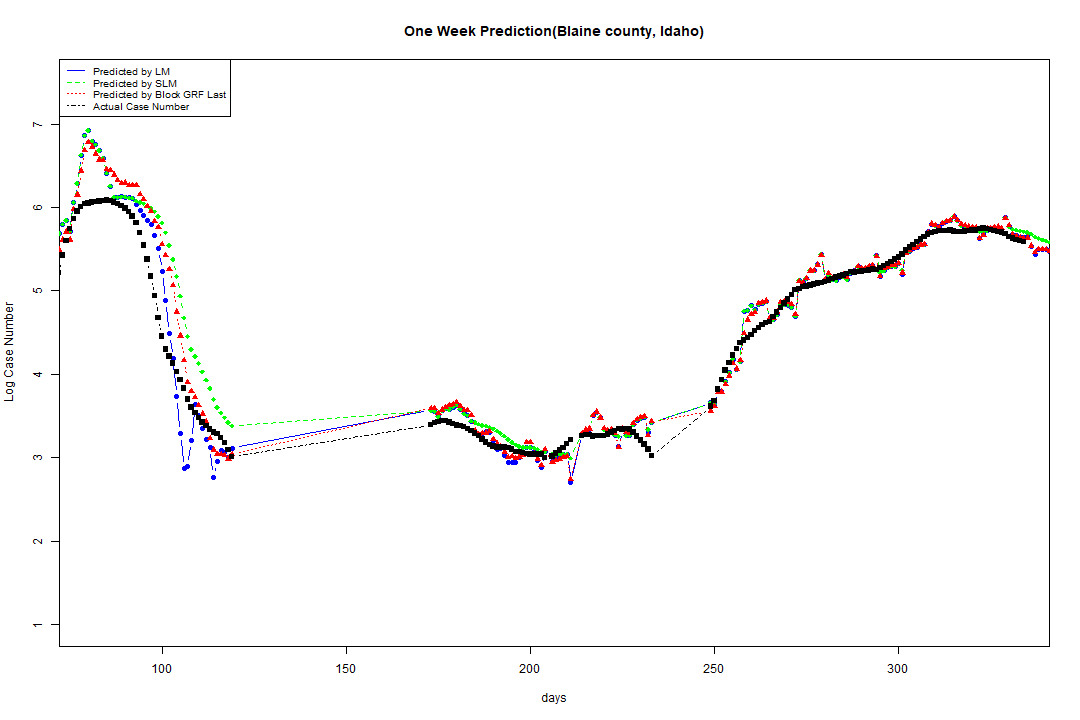 One Week Prediction(Blaine county, Idaho)
Predicted by LM
Predicted by SLM
Predicted by Block GRF Last
Actual Case Number
Log Case Number
7
6
5
4
3
2
1
100 150 200 250 300
days